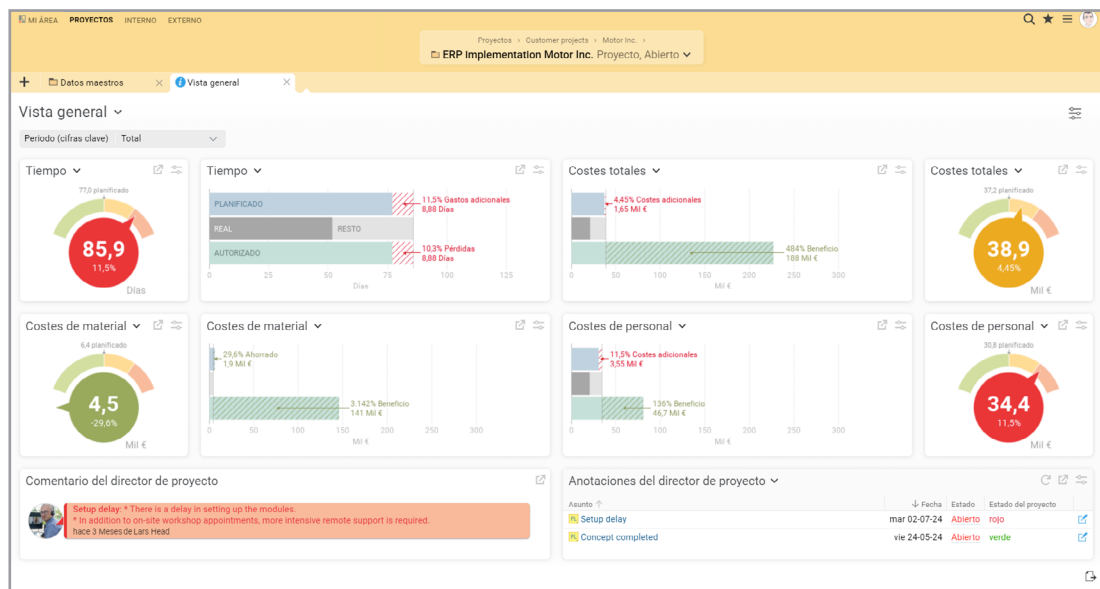 MI ÁREA PROYECTOS INTERNO EXTERNO
Proyectos › Customer projects › Motor Inc. ›
ERP Implementation Motor Inc. Proyecto, Abierto
Datos maestros
Vista general
Vista general
Periodo (cifras clave) Total
Tiempo
77,0 planificado
85,9
11,5%
Días
Tiempo
PLANIFICADO
11,5% Gastos adicionales
8,88 Días
REAL RESTO
AUTORIZADO
10,3% Pérdidas
8,88 Días
0 25 50 75 100 125
Días
Costes totales
4,45% Costes adicionales
1,65 Mil €
484% Beneficio
188 Mil €
0 50 100 150 200 250 300
Mil €
Costes totales
37,2 planificado
38,9
4,45%
Mil €
Costes de material
6,4 planificado
4,5
-29,6%
Mil €
Costes de material
29,6% Ahorrado
1,9 Mil €
3.142% Beneficio
141 Mil €
0 50 100 150 200 250 300
Mil €
Costes de personal
11,5% Costes adicionales
3,55 Mil €
136% Beneficio
46,7 Mil €
0 50 100 150 200 250 300
Mil €
Costes de personal
30,8 planificado
34,4
11,5%
Mil €
Comentario del director de proyecto
Setup delay: * There is a delay in setting up the modules.
* In addition to on-site workshop appointments, more intensive remote support is required.
hace 3 Meses de Lars Head
Anotaciones del director de proyecto
Asunto ↑ ↓ Fecha Estado Estado del proyecto
PL Setup delay mar 02-07-24 Abierto rojo
PL Concept completed vie 24-05-24 Abierto verde